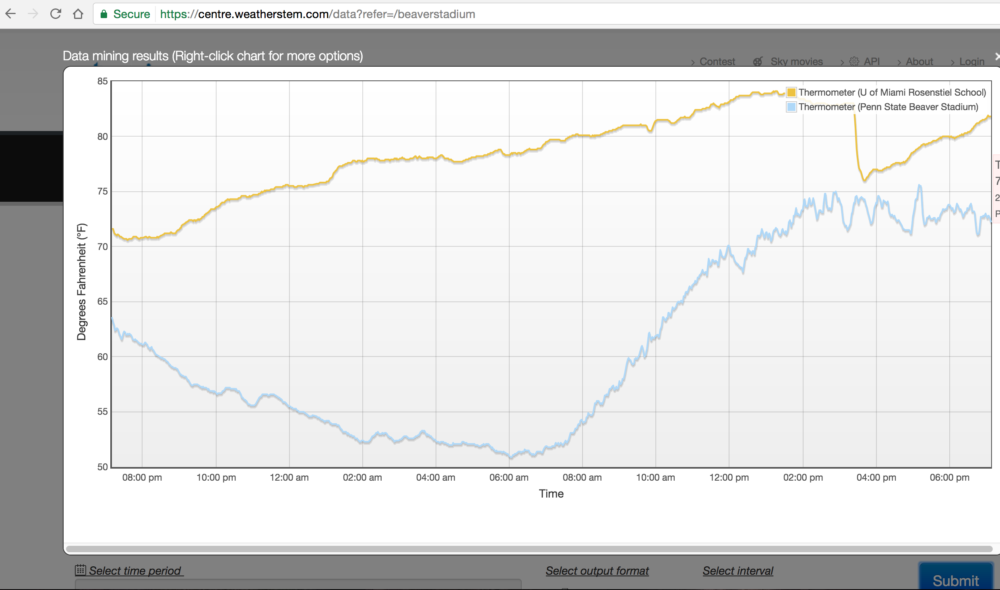 Secure https://centre.weatherstem.com/data?refer=/beaverstadium
Data mining results (Right-click chart for more options)
Contest Sky movies API About Login
Thermometer (U of Miami Rosenstiel School)
Thermometer (Penn State Beaver Stadium)
85
80
75
70
65
60
55
50
Degrees Fahrenheit (°F)
08:00 pm 10:00 pm 12:00 am 02:00 am 04:00 am 06:00 am 08:00 am 10:00 am 12:00 pm 02:00 pm 04:00 pm 06:00 pm
Time
T
7
2
P
Select time period Select output format Select interval
Submit